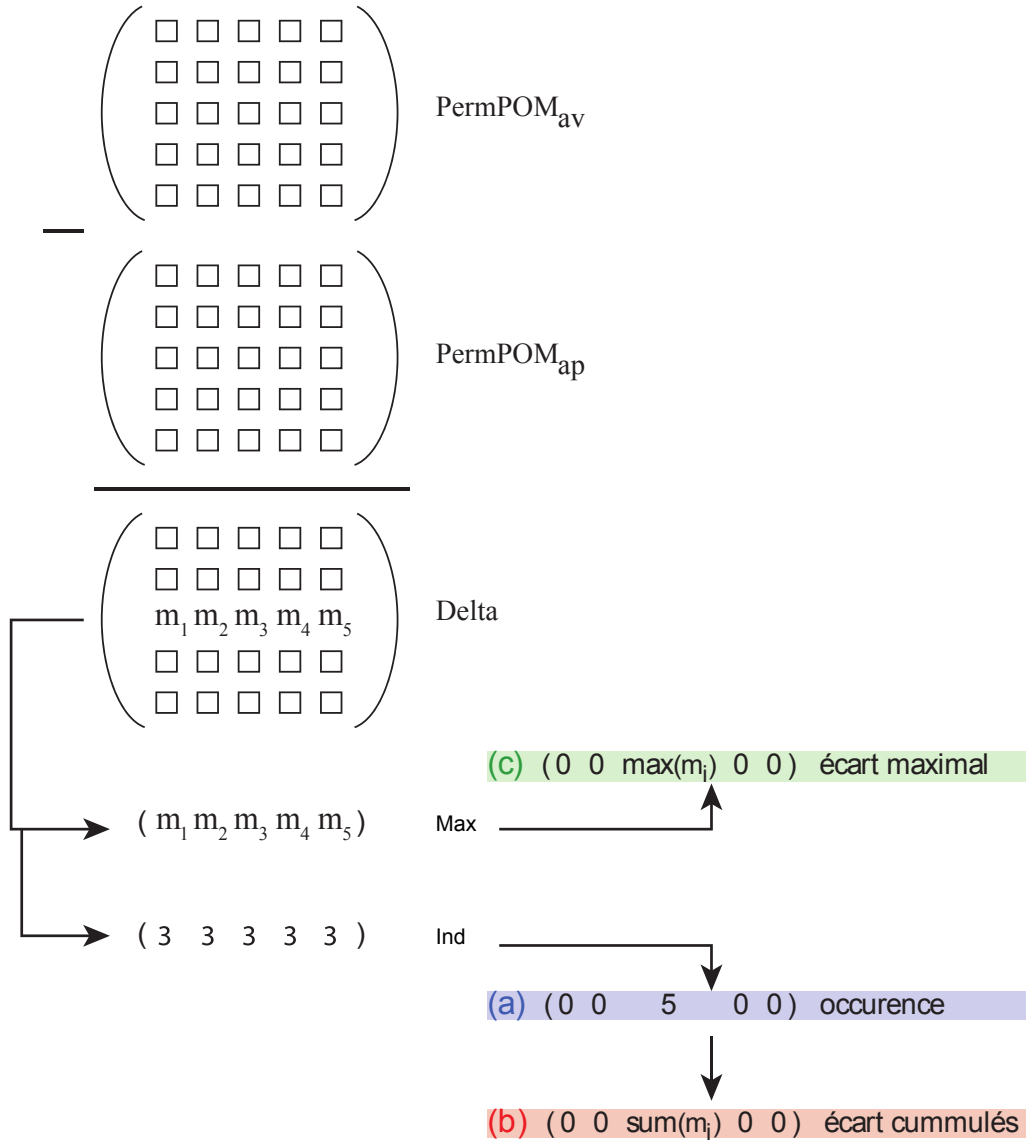 PermPOMav
PermPOMap
m1 m2 m3 m4 m5 Delta
(c) (0 0 max(mi) 0 0) écart maximal
(m1 m2 m3 m4 m5) Max
(3 3 3 3 3) Ind
(a) (0 0 5 0 0) occurence
(b) (0 0 sum(mi) 0 0) écart cummulés